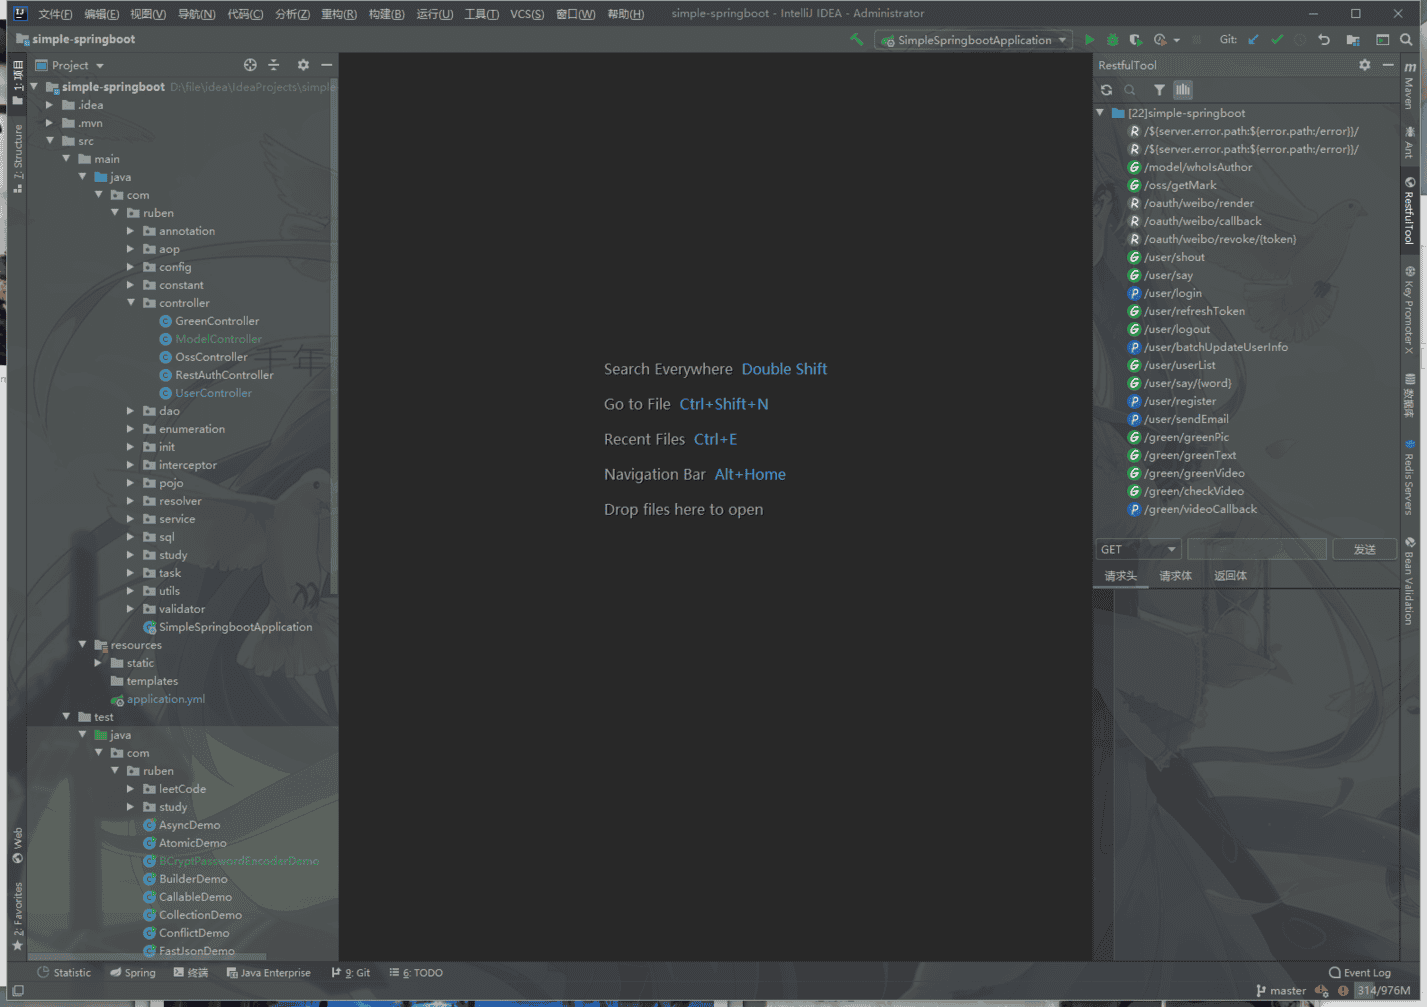 文件(F) 编辑(E) 视图(V) 导航(N) 代码(C) 分析(Z) 重构(R) 构建(B) 运行(U) 工具(T) VCS(S) 窗口(W) 帮助(H) simple-springboot - IntelliJ IDEA - Administrator
simple-springboot
SimpleSpringbootApplication
Git:
Project
simple-springboot D:\file\idea\IdeaProjects\simple
.idea
.mvn
src
main
java
com
ruben
annotation
aop
config
constant
controller
GreenController
ModelController
OssController
RestAuthController
UserController
dao
enumeration
init
interceptor
pojo
resolver
service
sql
study
task
utils
validator
SimpleSpringbootApplication
resources
static
templates
application.yml
test
java
com
ruben
leetCode
study
AsyncDemo
AtomicDemo
BCryptPasswordEncoderDemo
BuilderDemo
CallableDemo
CollectionDemo
ConflictDemo
FastJsonDemo
1: 项目
7: Structure
Web
2: Favorites
千年
Search Everywhere Double Shift
Go to File Ctrl+Shift+N
Recent Files Ctrl+E
Navigation Bar Alt+Home
Drop files here to open
RestfulTool
[22]simple-springboot
/${server.error.path:${error.path:/error}}/
/${server.error.path:${error.path:/error}}/
/model/whoIsAuthor
/oss/getMark
/oauth/weibo/render
/oauth/weibo/callback
/oauth/weibo/revoke/{token}
/user/shout
/user/say
/user/login
/user/refreshToken
/user/logout
/user/batchUpdateUserInfo
/user/userList
/user/say/{word}
/user/register
/user/sendEmail
/green/greenPic
/green/greenText
/green/greenVideo
/green/checkVideo
/green/videoCallback
GET
发送
请求头 请求体 返回体
Maven
Ant
RestfulTool
Key Promoter X
数据库
Redis Servers
Bean Validation
Statistic Spring 终端 Java Enterprise 9: Git 6: TODO
Event Log
master
314/976M